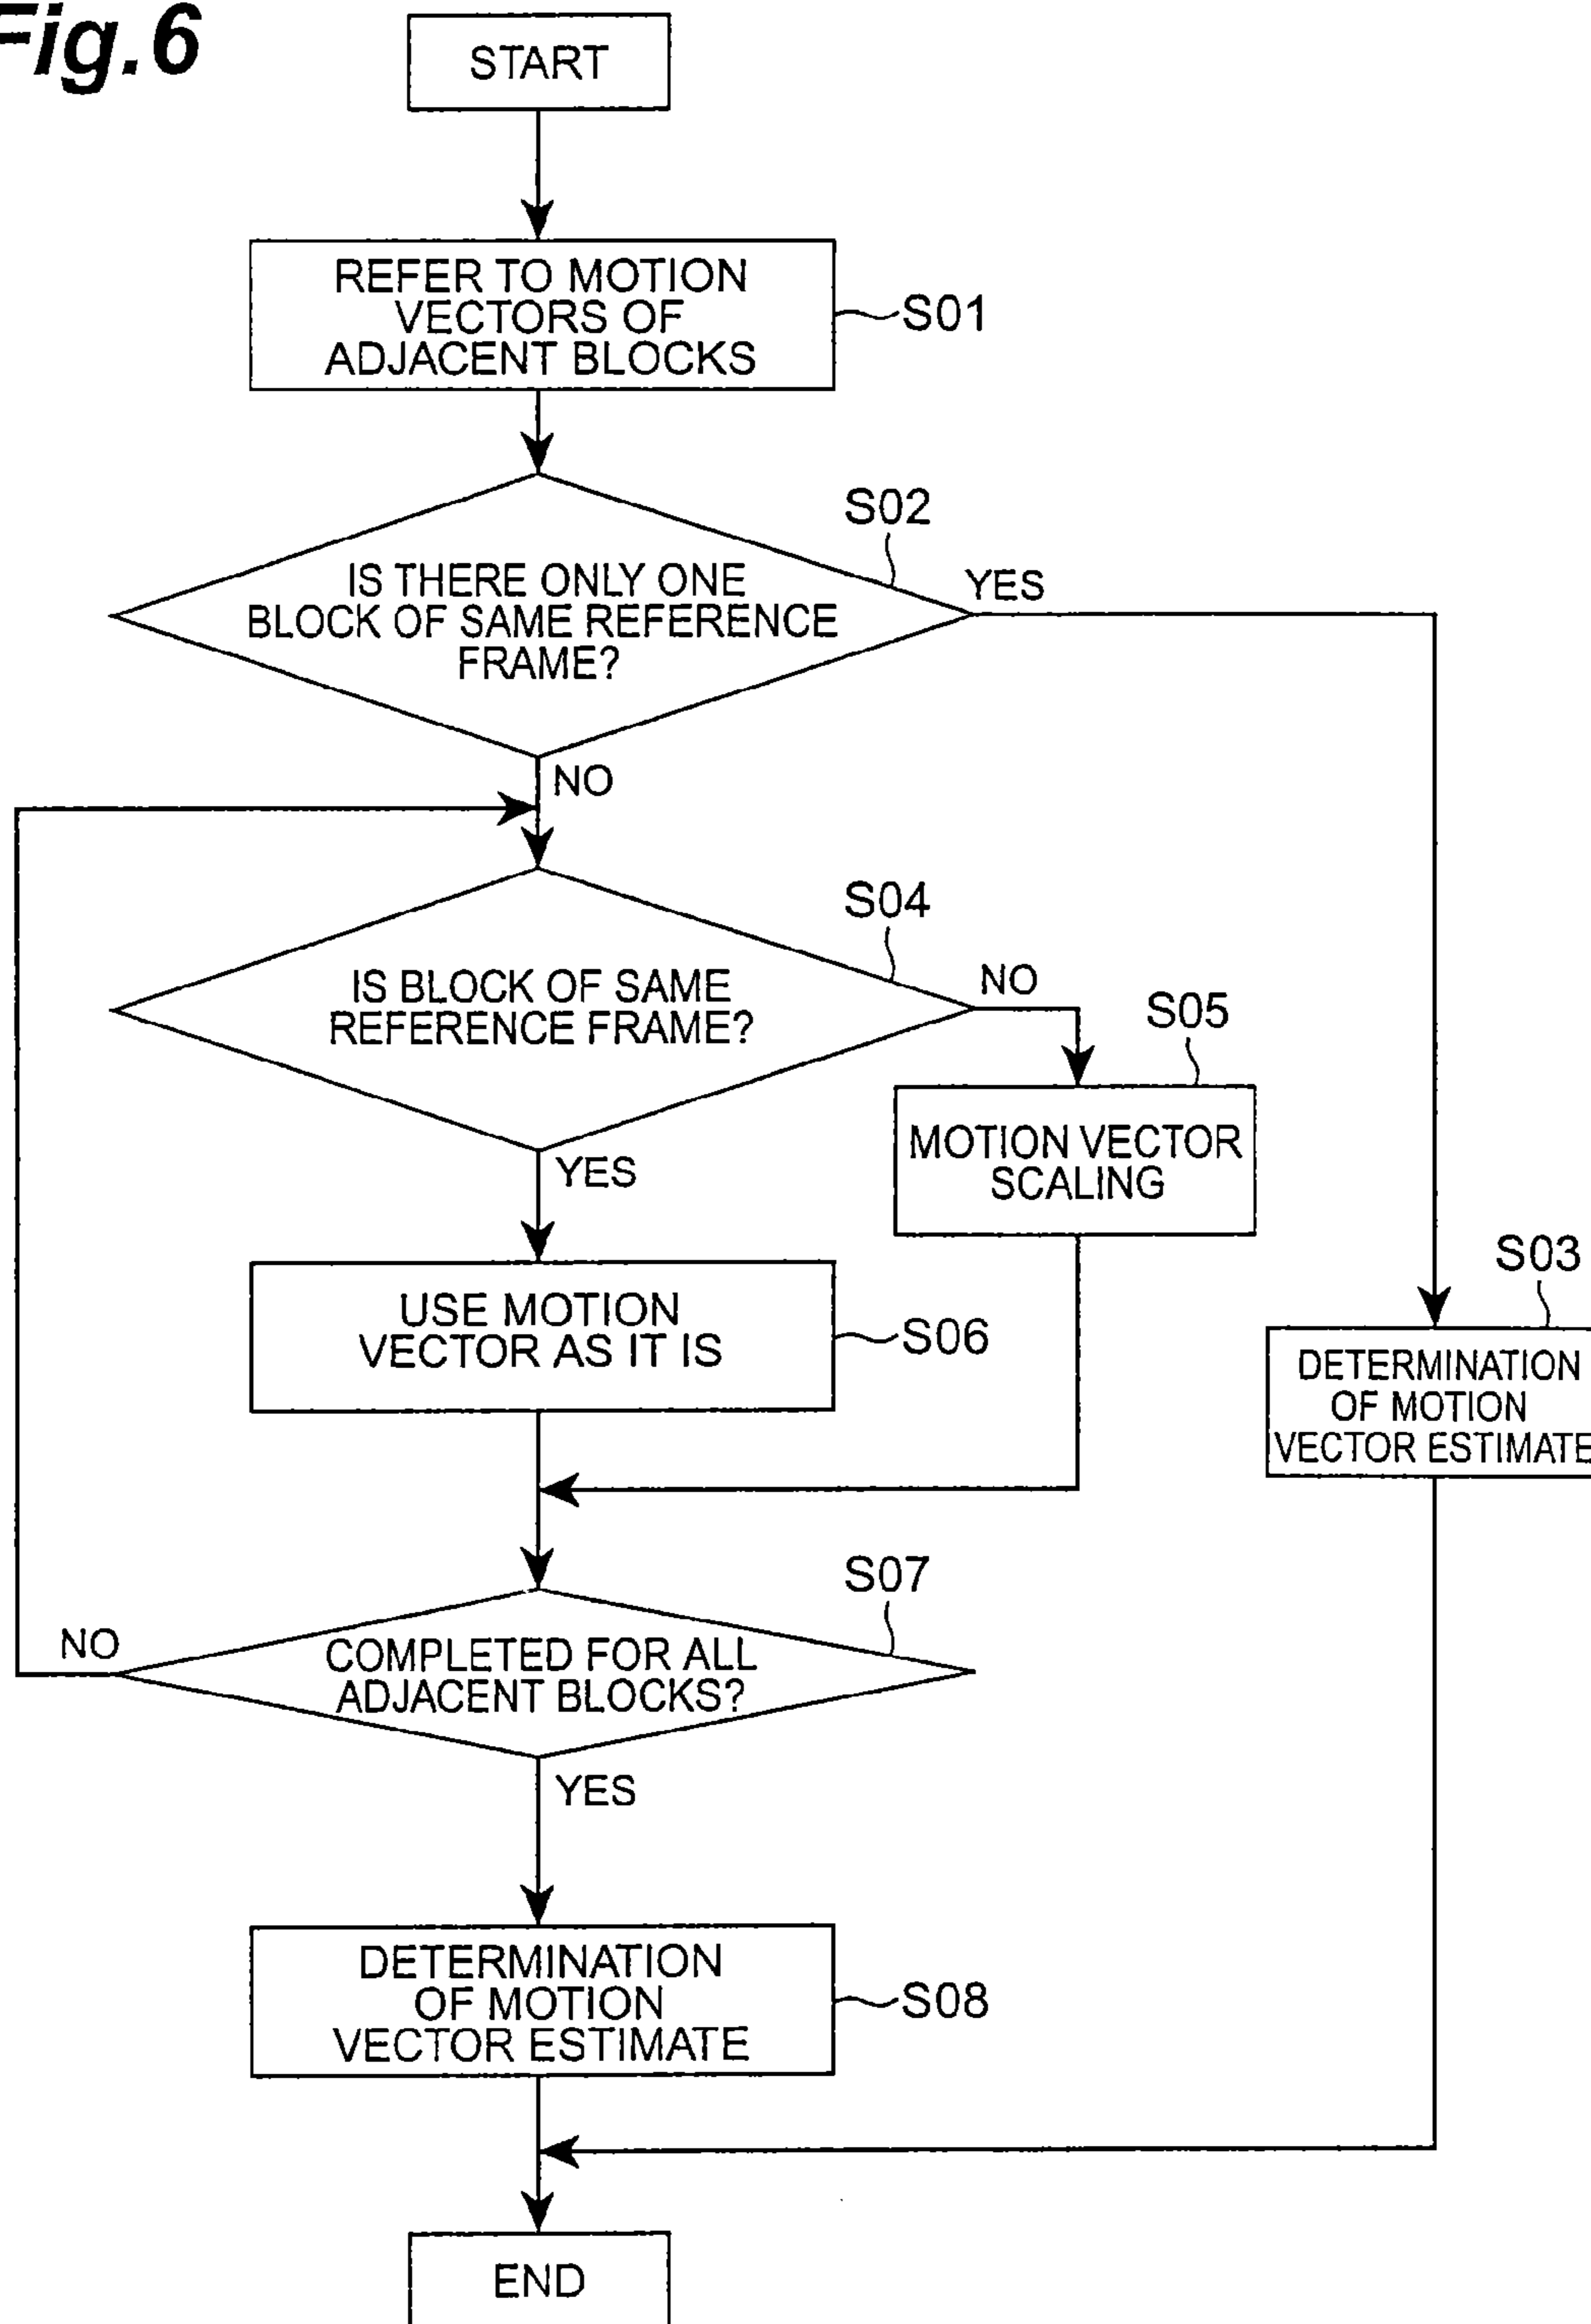 Fig.6
START
REFER TO MOTION
VECTORS OF
ADJACENT BLOCKS
S01
S02
IS THERE ONLY ONE
BLOCK OF SAME REFERENCE
FRAME?
YES
NO
S04
IS BLOCK OF SAME
REFERENCE FRAME?
NO
S05
MOTION VECTOR
SCALING
YES
USE MOTION
VECTOR AS IT IS
S06
S03
DETERMINATION
OF MOTION
VECTOR ESTIMATE
S07
NO
COMPLETED FOR ALL
ADJACENT BLOCKS?
YES
DETERMINATION
OF MOTION
VECTOR ESTIMATE
S08
END